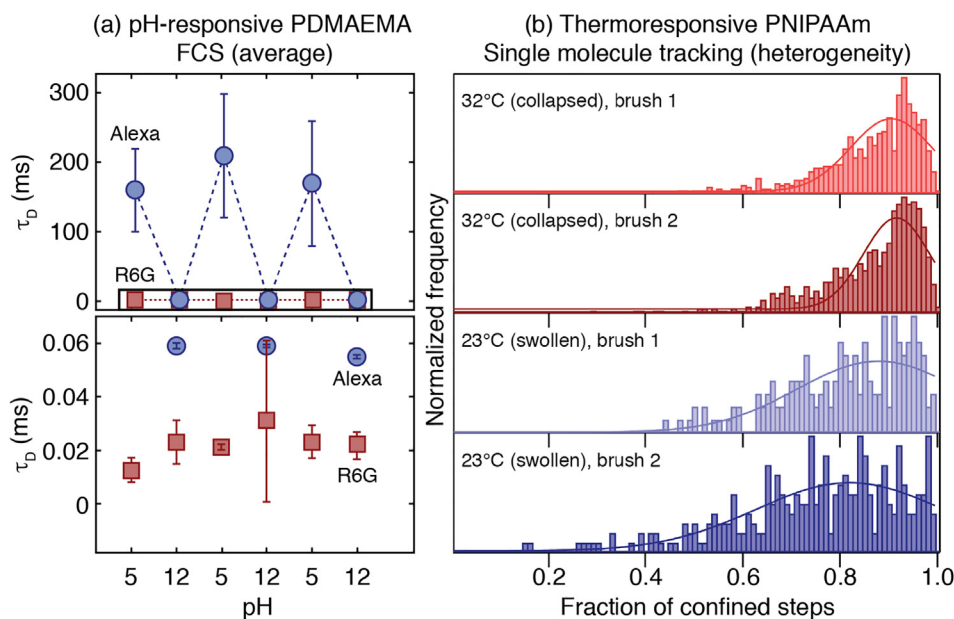 (a) pH-responsive PDMAEMA
FCS (average)
300
200
100
0
τD (ms)
Alexa
R6G
0.06
0.04
0.02
0
τD (ms)
Alexa
R6G
5 12 5 12 5 12
pH
(b) Thermoresponsive PNIPAAm
Single molecule tracking (heterogeneity)
Normalized frequency
32°C (collapsed), brush 1
32°C (collapsed), brush 2
23°C (swollen), brush 1
23°C (swollen), brush 2
0.2 0.4 0.6 0.8 1.0
Fraction of confined steps